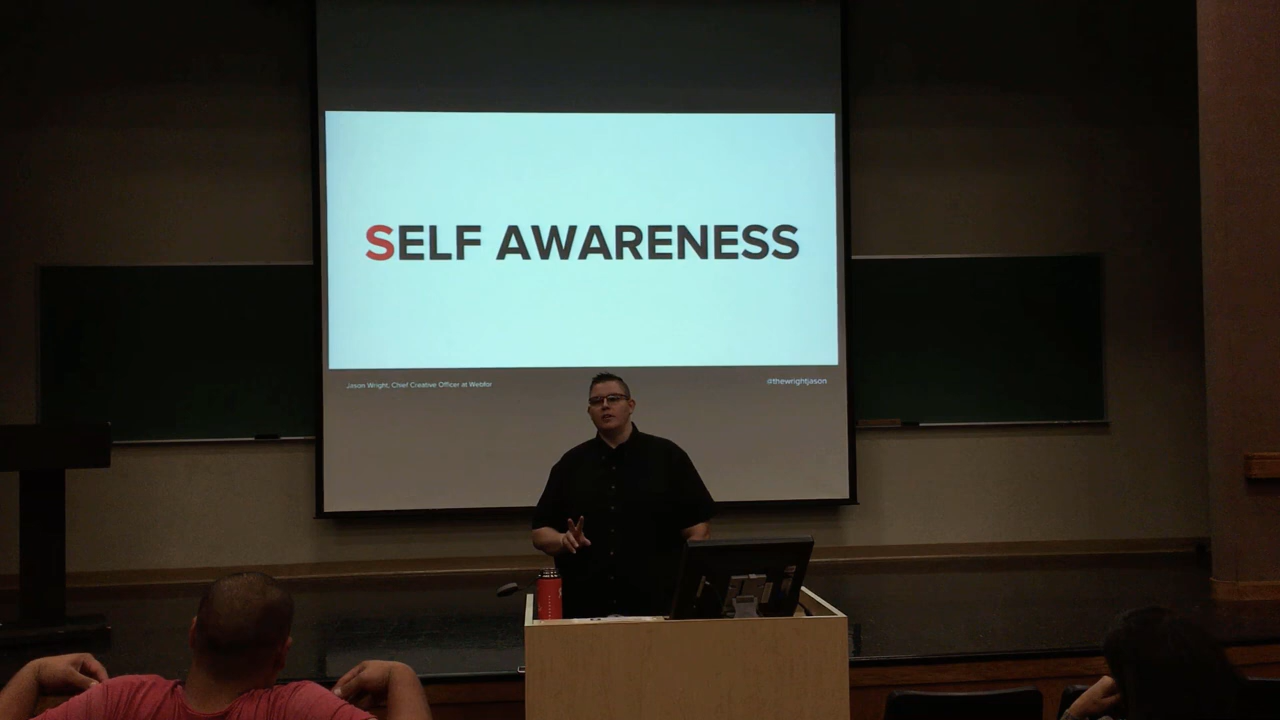 SELF AWARENESS
Jason Wright, Chief Creative Officer at Webfor
@thewrightjason